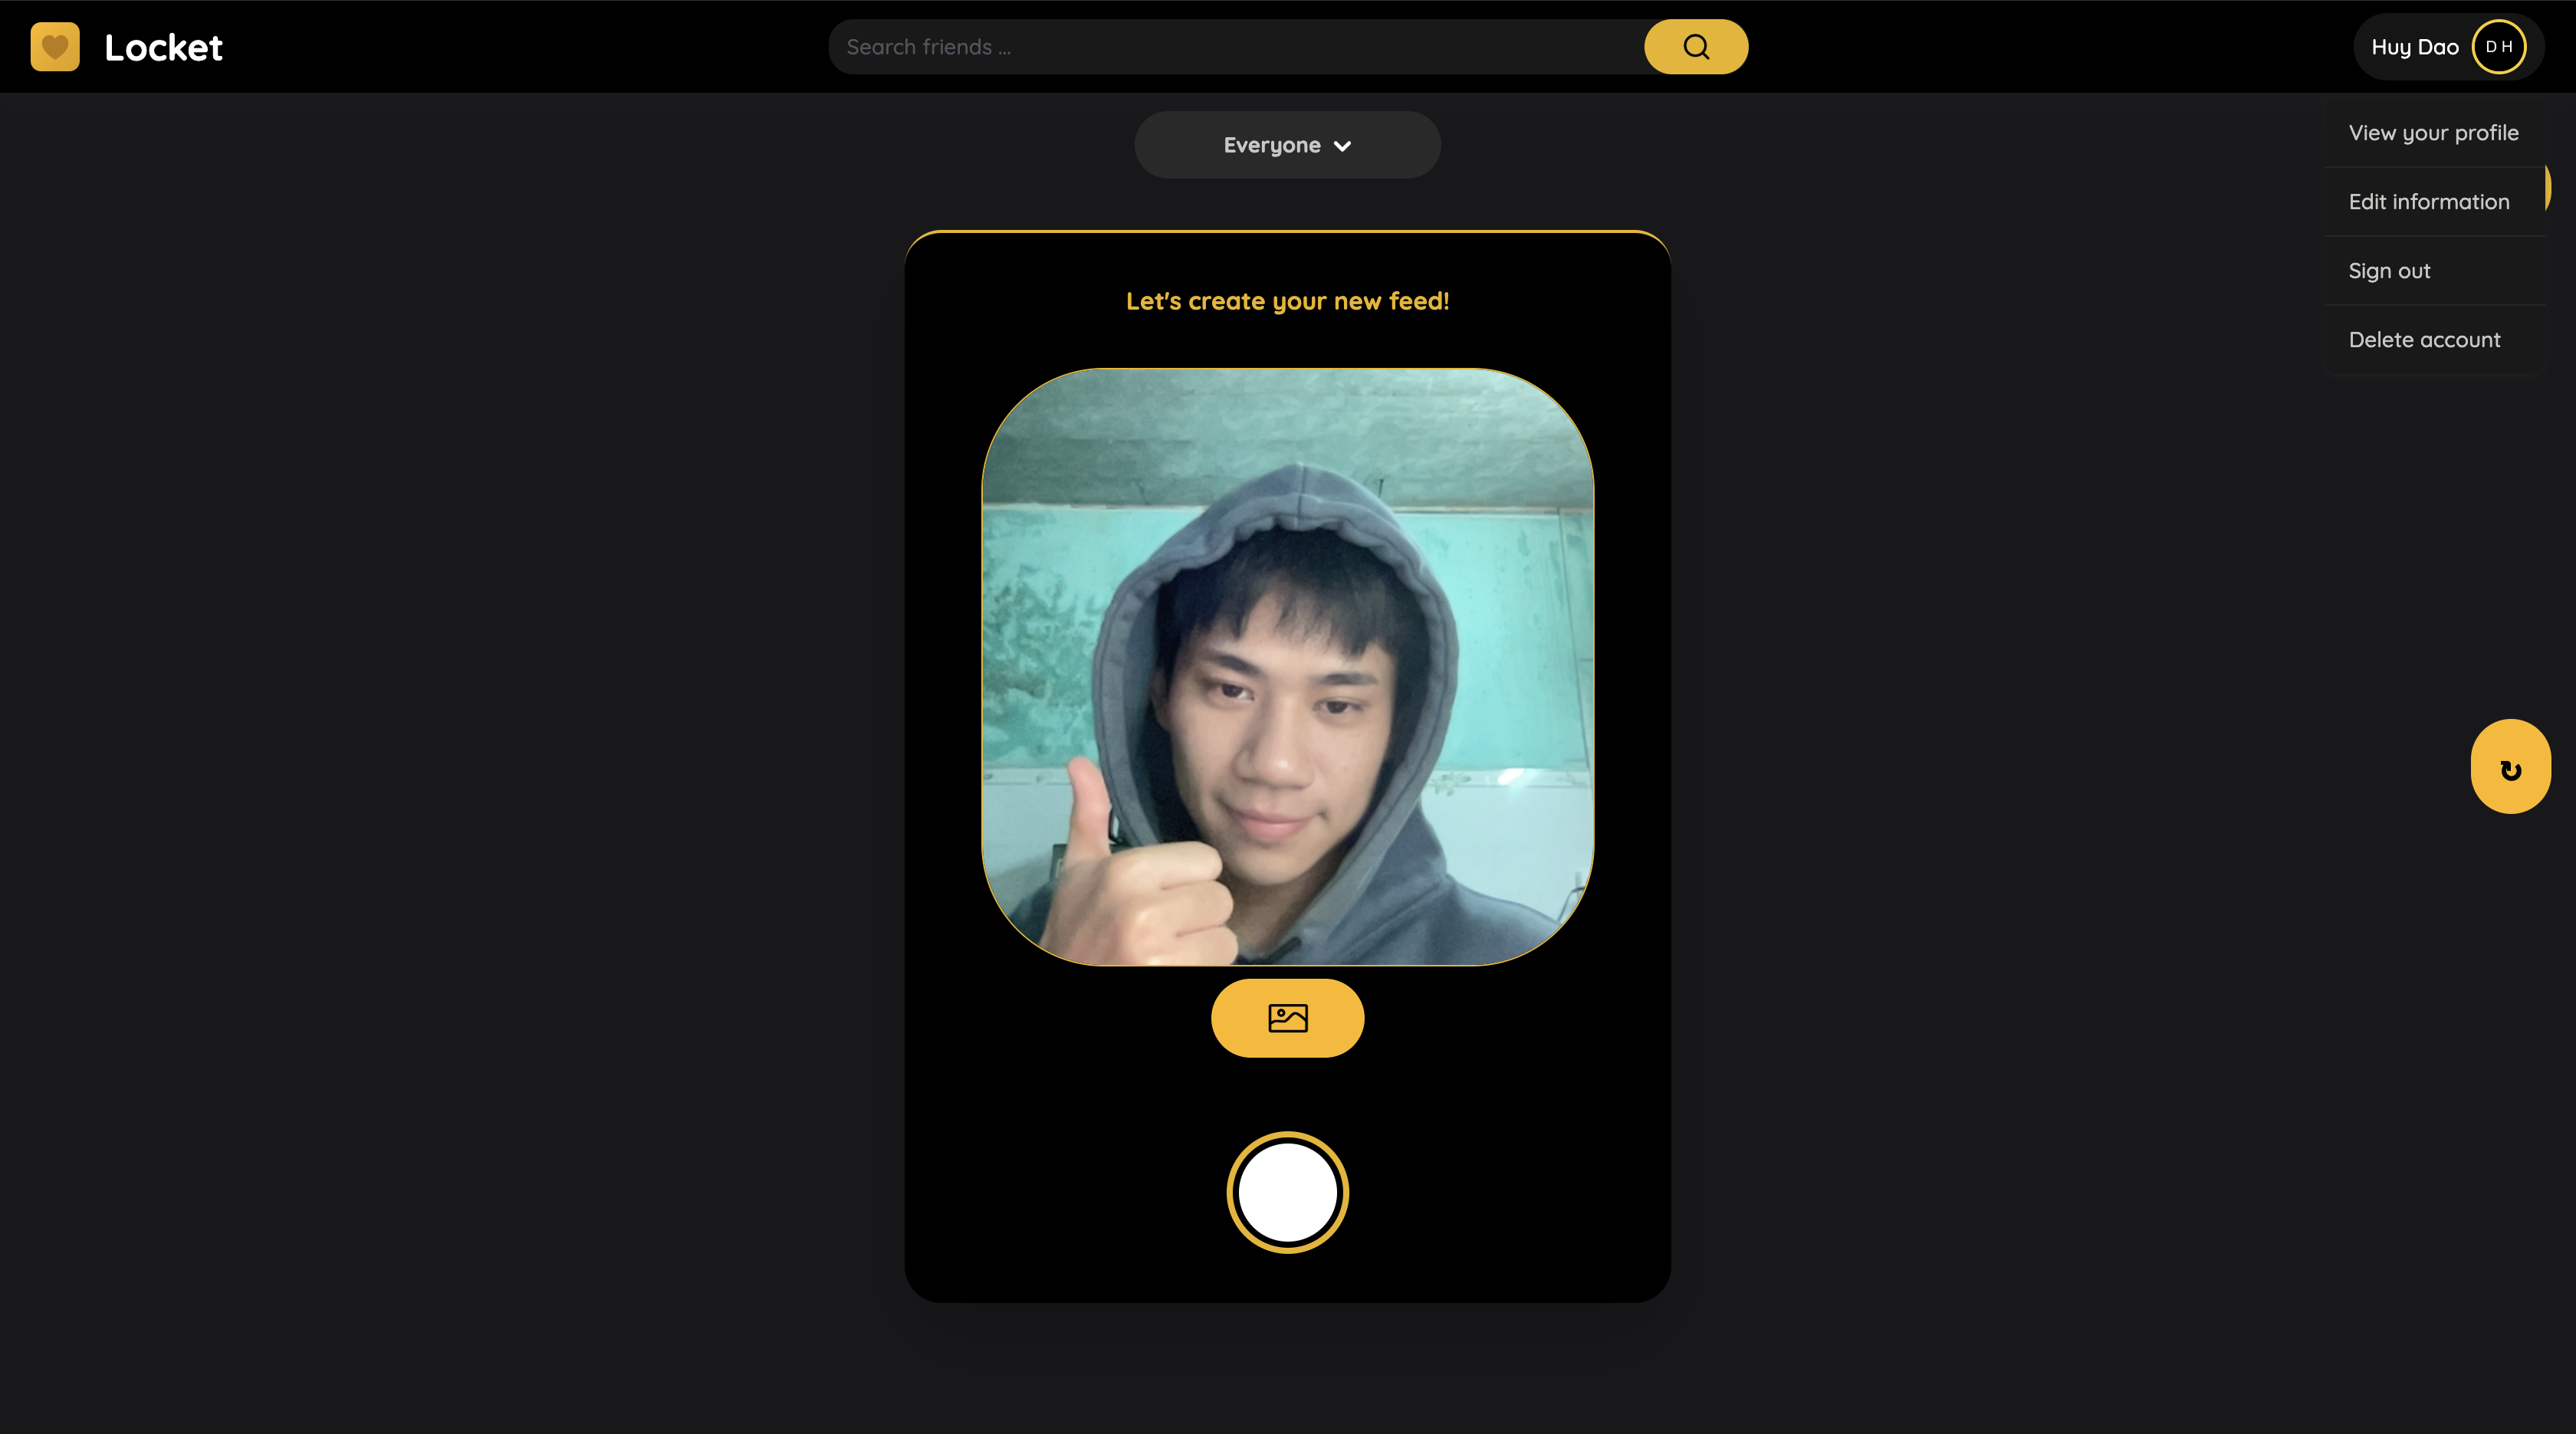 Locket
Search friends ...
Huy Dao
D H
Everyone
View your profile
Edit information
Sign out
Delete account
Let's create your new feed!